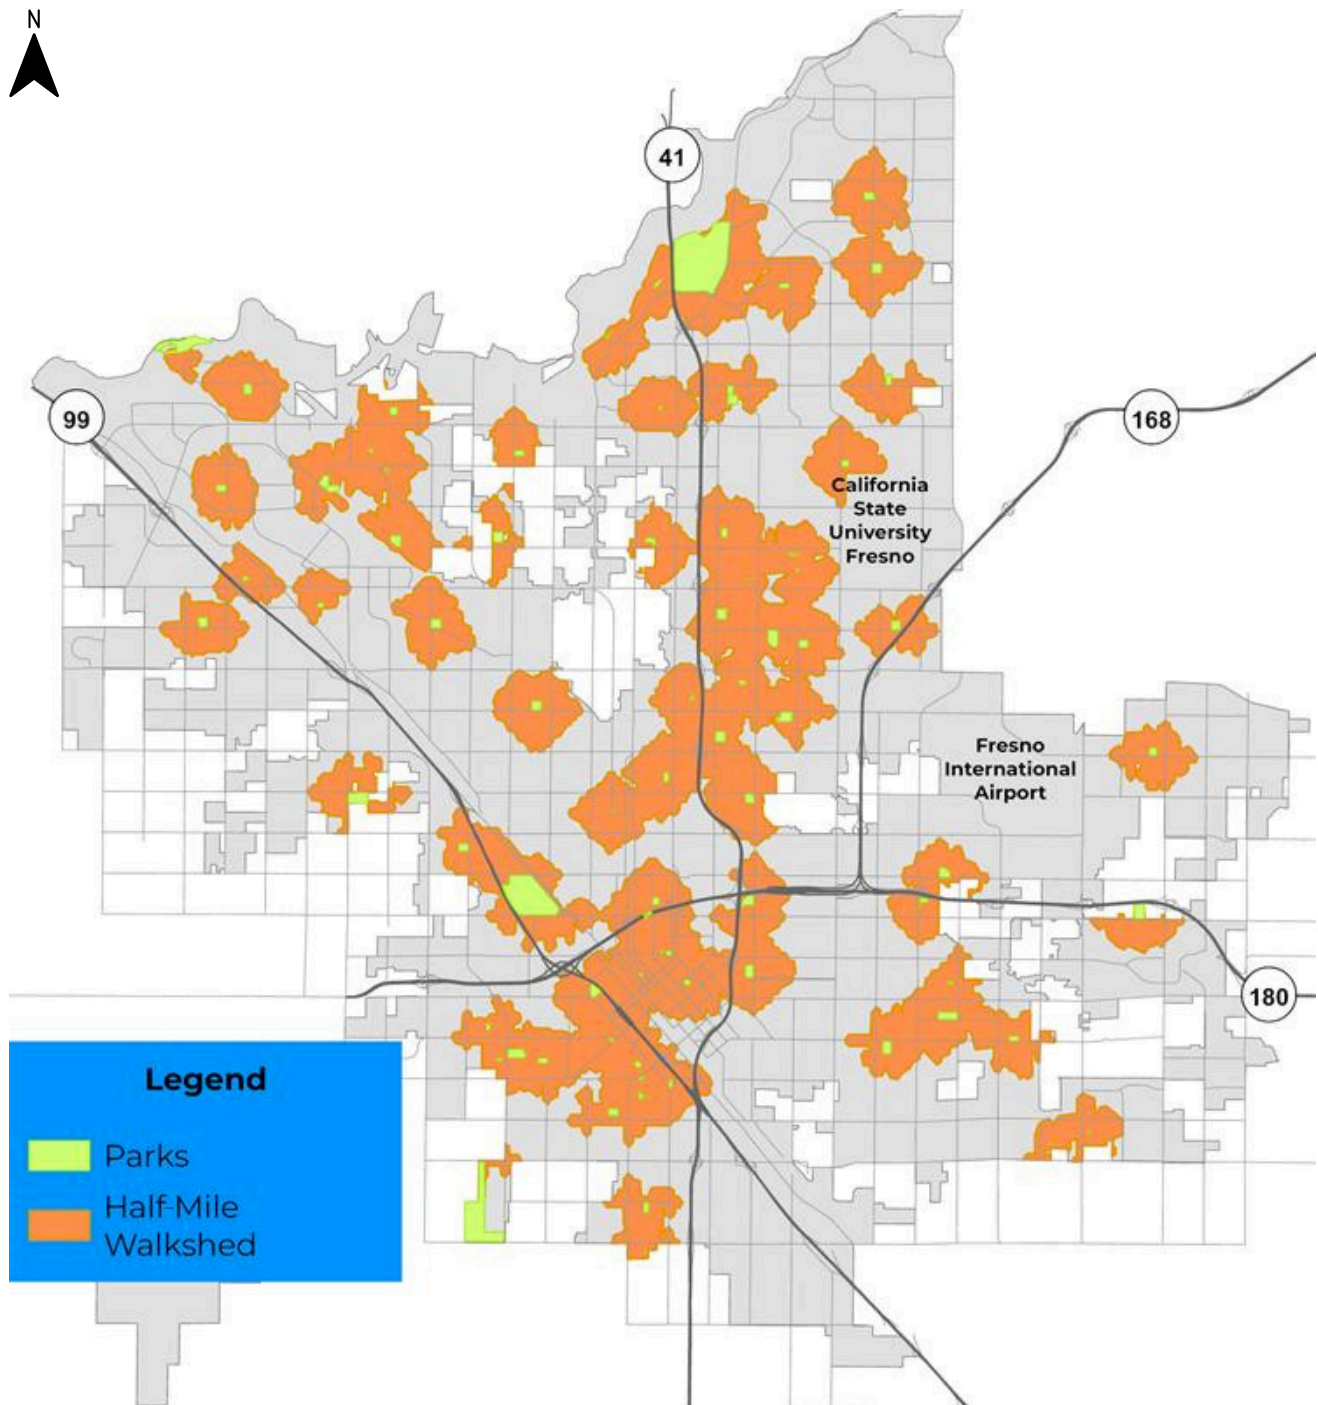 N
41
99
168
California
State
University
Fresno
Fresno
International
Airport
180
Legend
Parks
Half-Mile
Walkshed